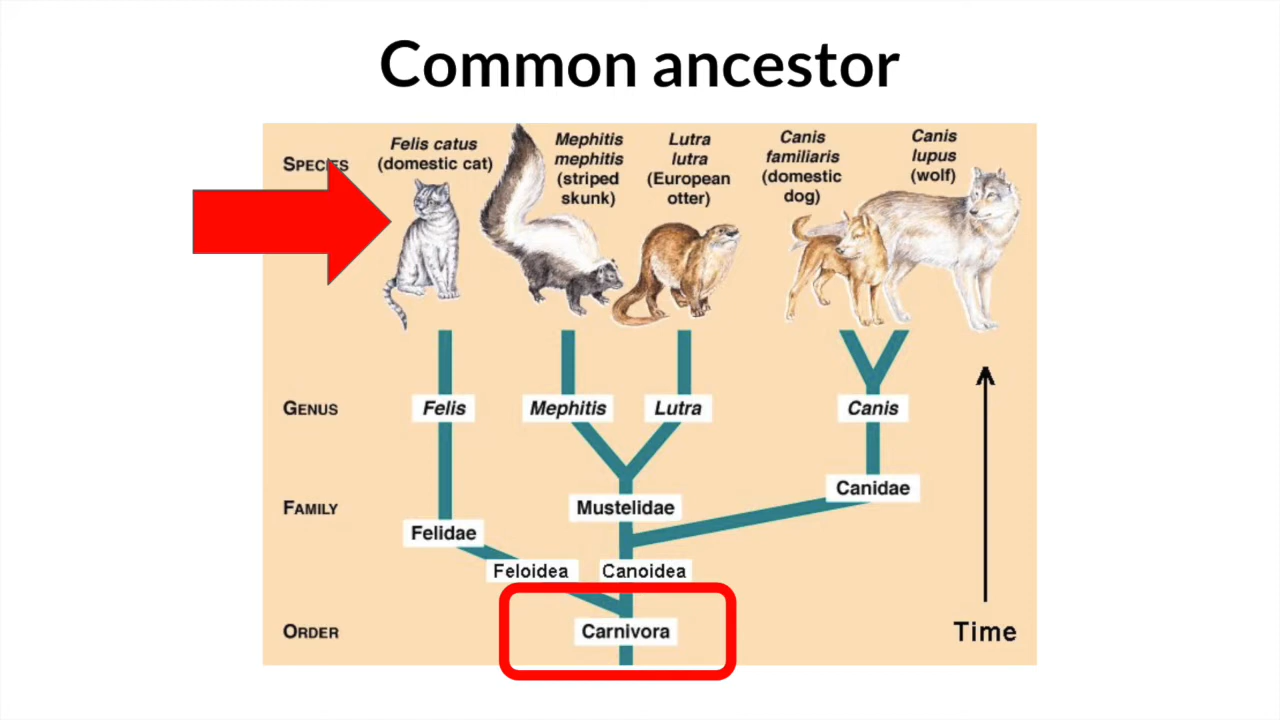 Common ancestor
SPECIES
Felis catus
(domestic cat)
Mephitis
mephitis
(striped
skunk)
Lutra
lutra
(European
otter)
Canis
familiaris
(domestic
dog)
Canis
lupus
(wolf)
GENUS
Felis
Mephitis
Lutra
Canis
FAMILY
Felidae
Mustelidae
Canidae
Feloidea
Canoidea
ORDER
Carnivora
Time